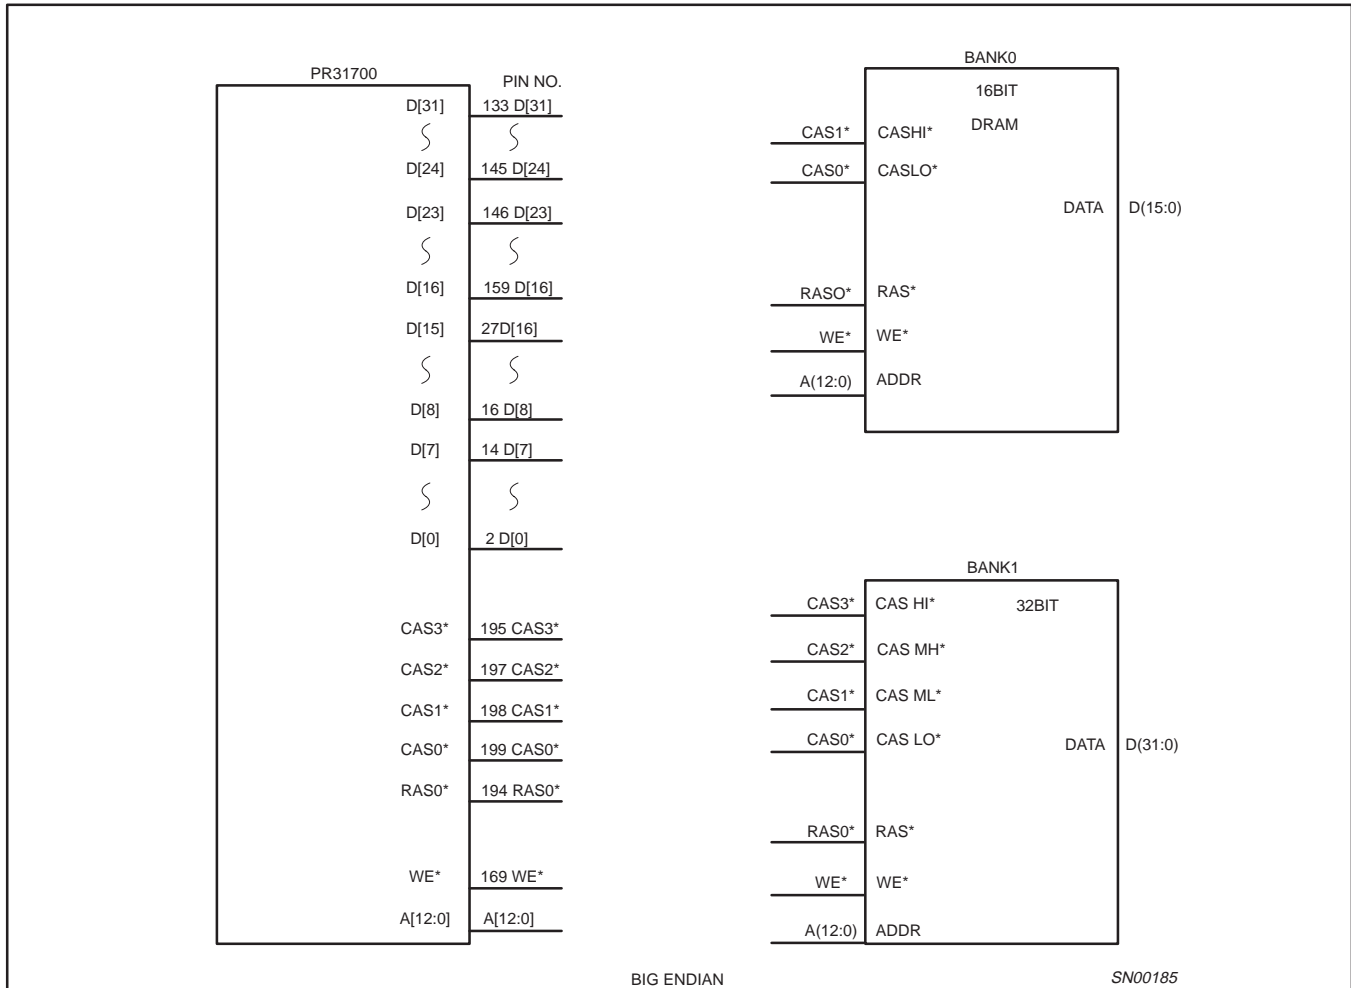 PR31700
PIN NO.
D[31] 133 D[31]
D[24] 145 D[24]
D[23] 146 D[23]
D[16] 159 D[16]
D[15] 27D[16]
D[8] 16 D[8]
D[7] 14 D[7]
D[0] 2 D[0]
CAS3* 195 CAS3*
CAS2* 197 CAS2*
CAS1* 198 CAS1*
CAS0* 199 CAS0*
RAS0* 194 RAS0*
WE* 169 WE*
A[12:0] A[12:0]
BANK0
16BIT
DRAM
CAS1* CASHI*
CAS0* CASLO*
DATA D(15:0)
RASO* RAS*
WE* WE*
A(12:0) ADDR
BANK1
CAS3* CAS HI* 32BIT
CAS2* CAS MH*
CAS1* CAS ML*
CAS0* CAS LO* DATA D(31:0)
RAS0* RAS*
WE* WE*
A(12:0) ADDR
BIG ENDIAN
SN00185